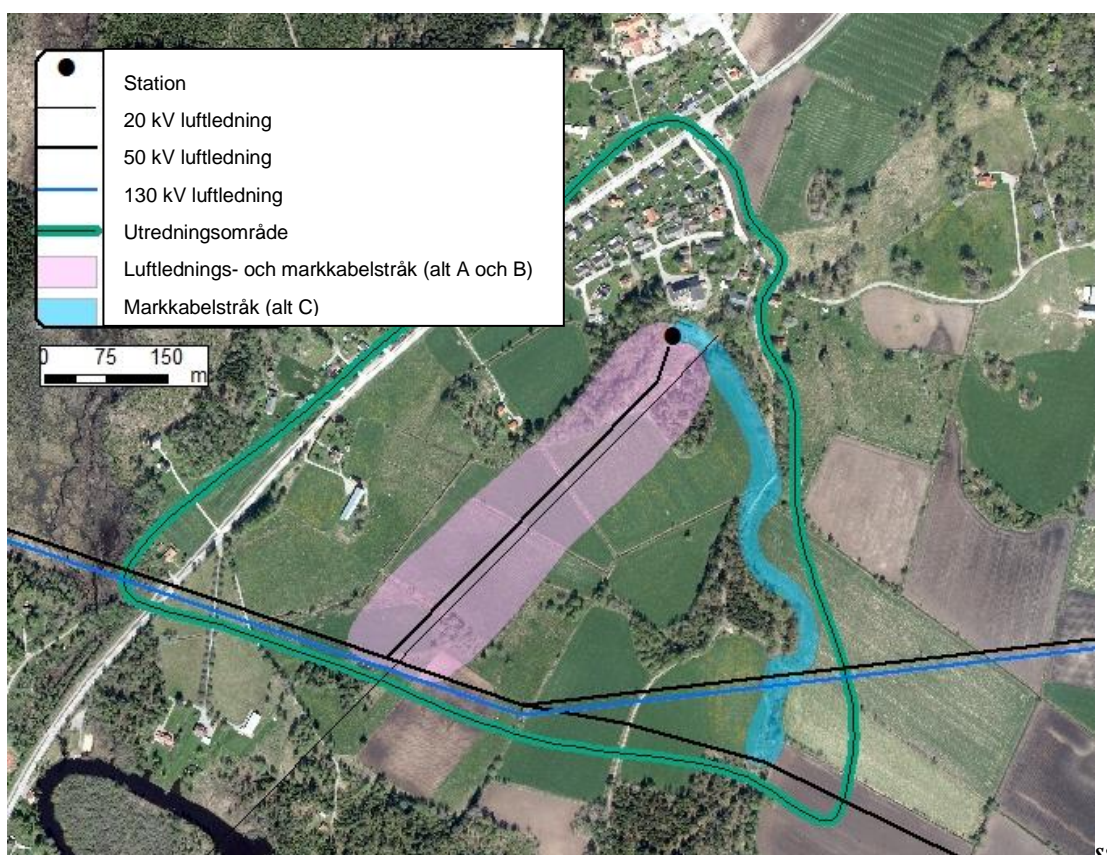 Station
20 kV luftledning
50 kV luftledning
130 kV luftledning
Utredningsområde
Luftlednings- och markkabelstråk (alt A och B)
Markkabelstråk (alt C)
0 75 150
m